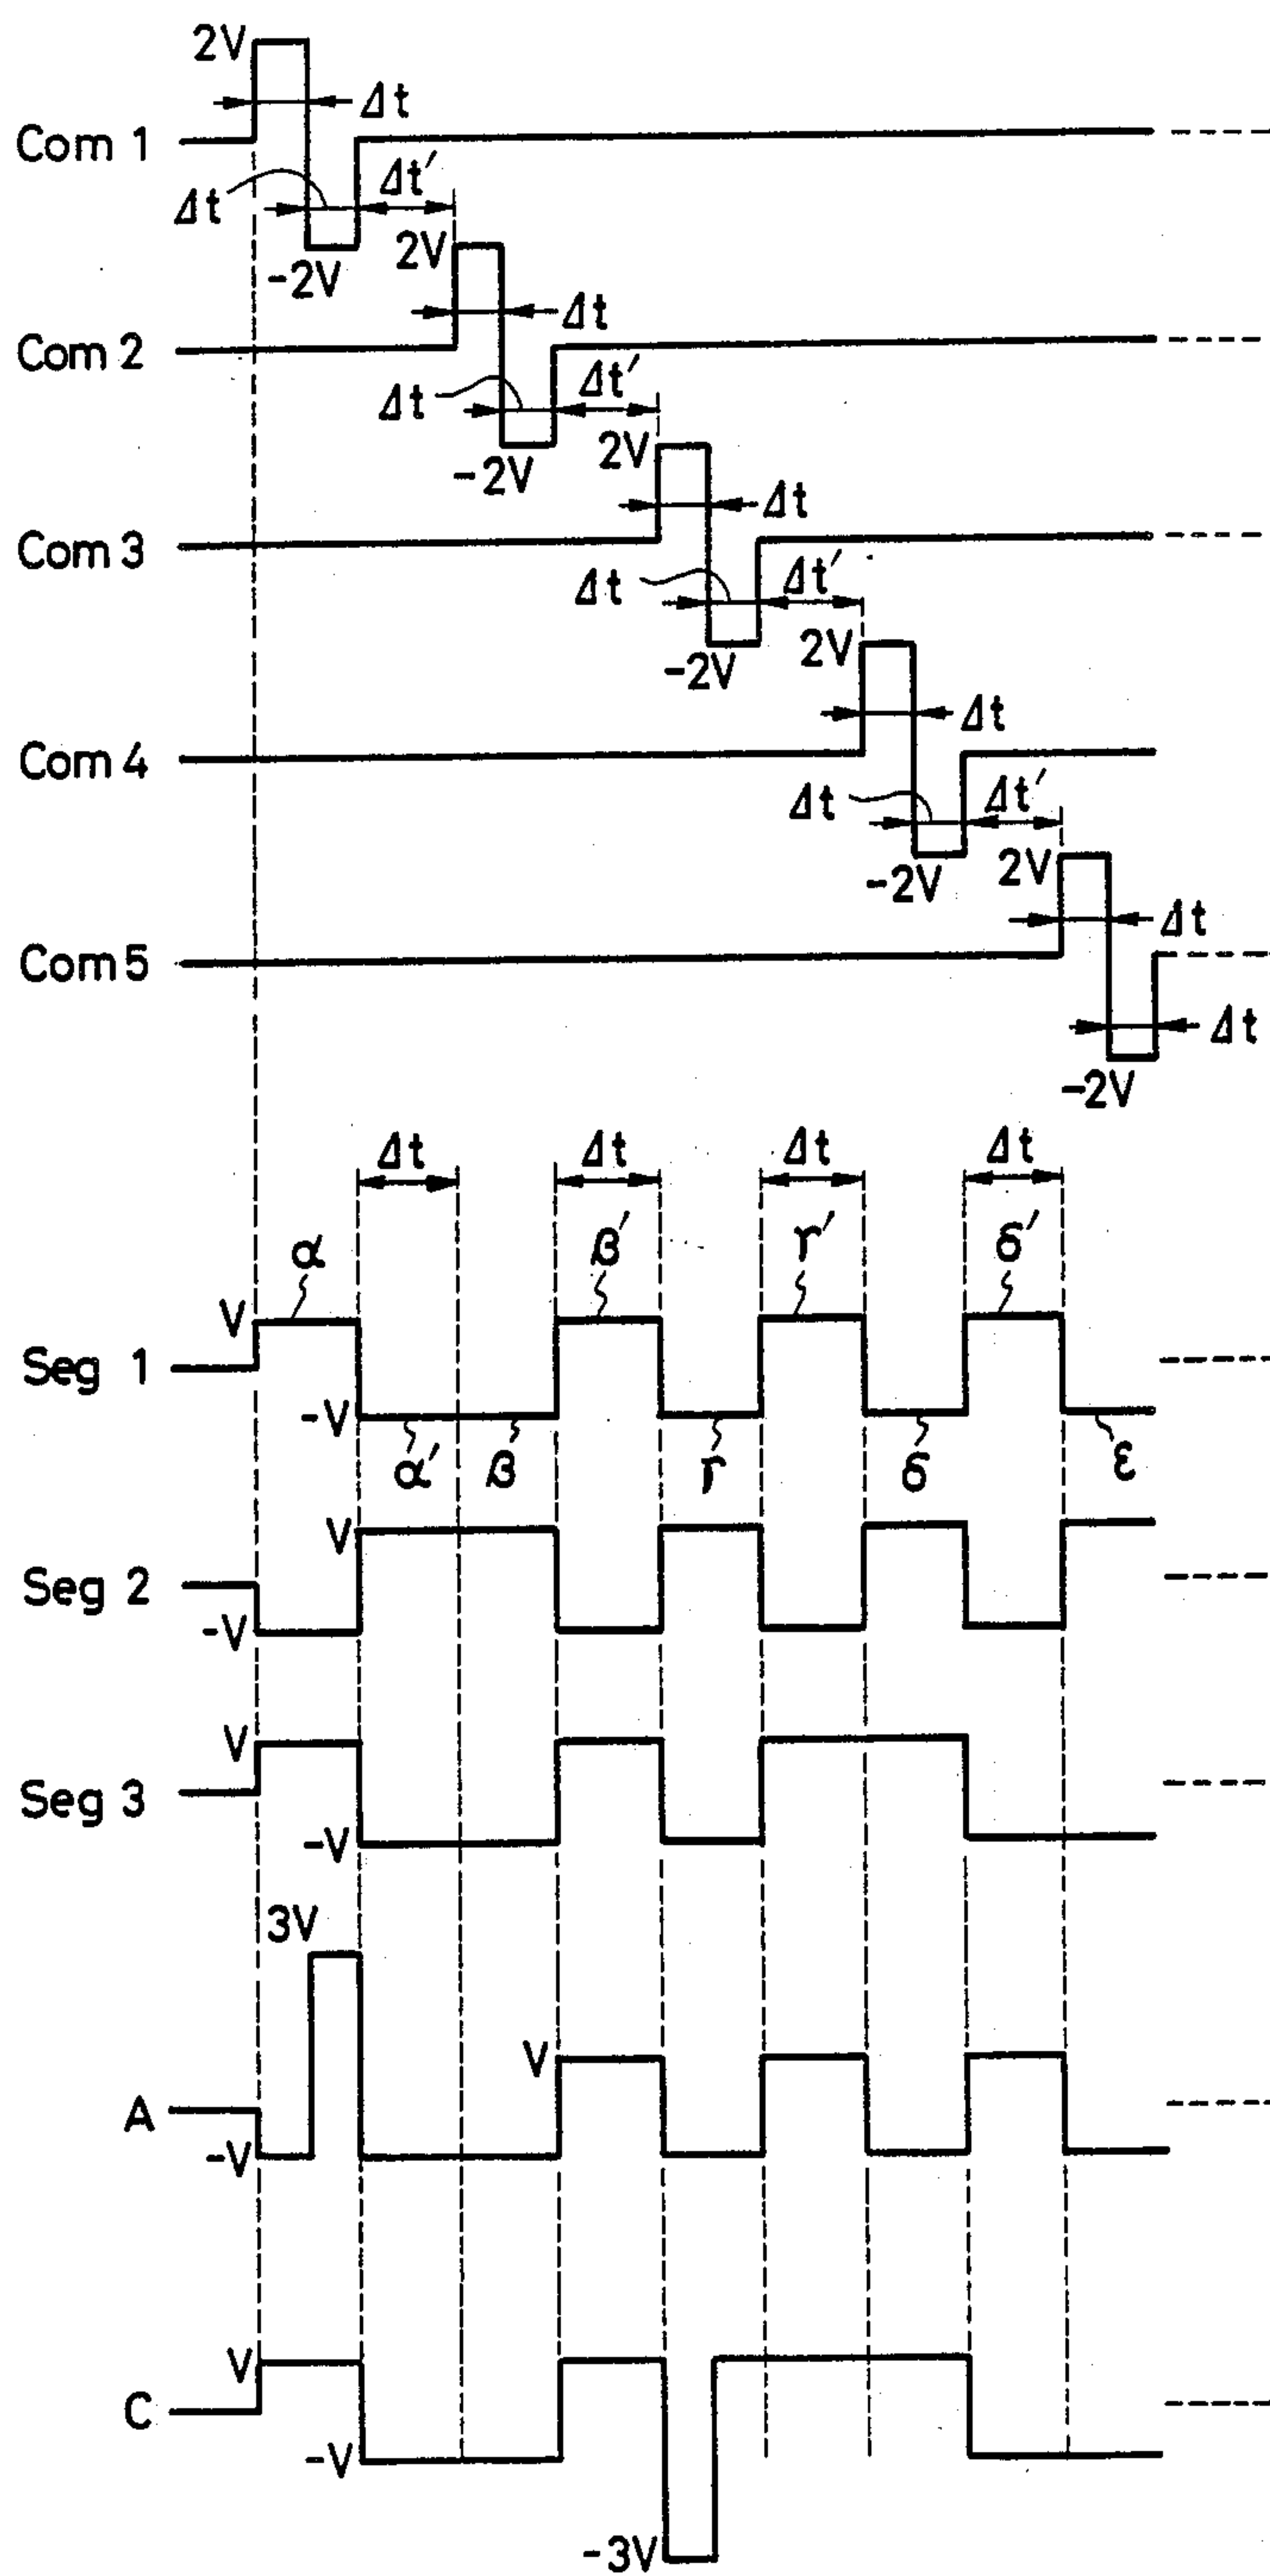 2V
Δt
Com 1
Δt'
Δt
-2V
2V
Δt
Com 2
Δt'
Δt
-2V
2V
Δt
Com 3
Δt'
Δt
-2V
2V
Δt
Com 4
Δt'
Δt
-2V
2V
Δt
Com 5
Δt
-2V
Δt Δt Δt Δt
α β' γ' δ'
V
Seg 1
-V
α' β γ δ ε
V
Seg 2
-V
V
Seg 3
-V
3V
V
A
-V
V
C
-V
-3V